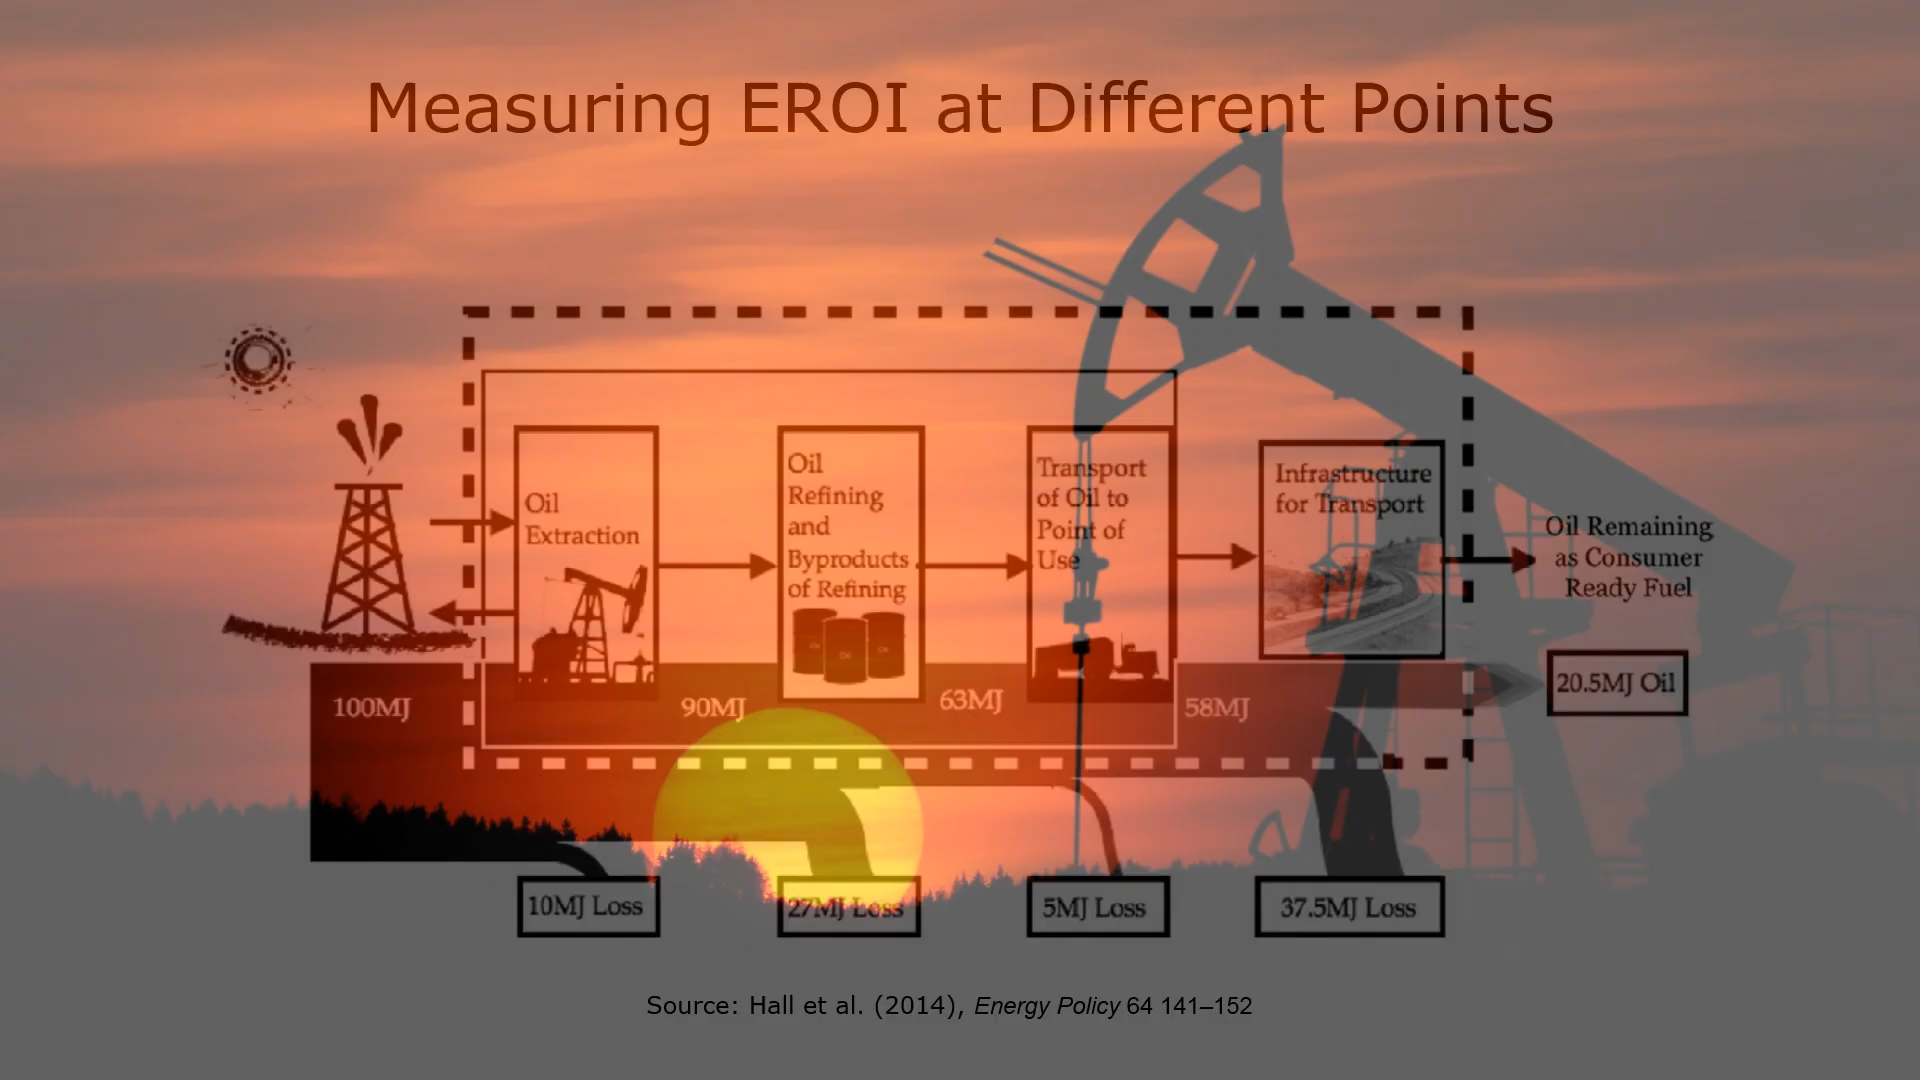 Measuring EROI at Different Points
Oil
Extraction
Oil
Refining
and
Byproducts
of Refining
Transport
of Oil to
Point of
Use
Infrastructure
for Transport
Oil Remaining
as Consumer
Ready Fuel
100MJ
90MJ
63MJ
58MJ
20.5MJ Oil
10MJ Loss
27MJ Loss
5MJ Loss
37.5MJ Loss
Source: Hall et al. (2014), Energy Policy 64 141–152